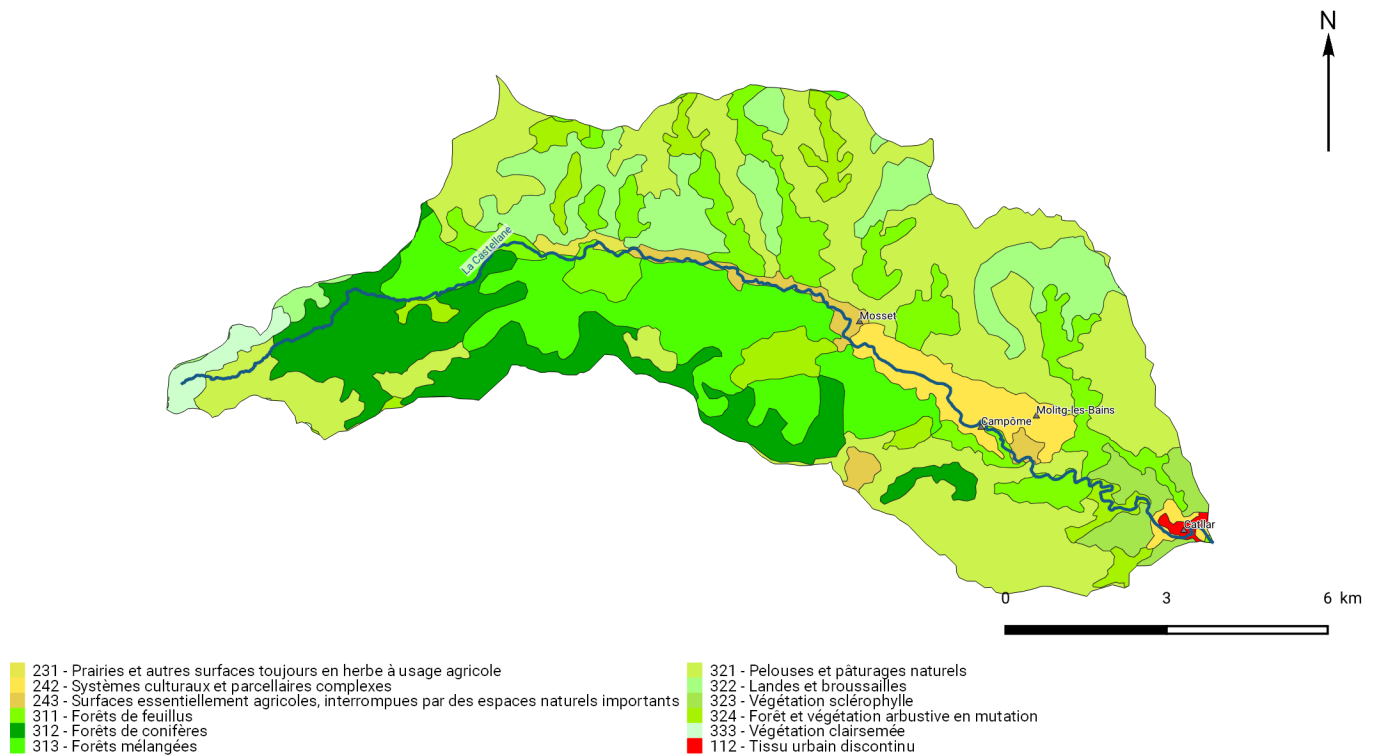 N
La Castellane
Mosset
Molitg-les-Bains
Campôme
Catllar
0 3 6 km
231 - Prairies et autres surfaces toujours en herbe à usage agricole
242 - Systèmes culturaux et parcellaires complexes
243 - Surfaces essentiellement agricoles, interrompues par des espaces naturels importants
311 - Forêts de feuillus
312 - Forêts de conifères
313 - Forêts mélangées
321 - Pelouses et pâturages naturels
322 - Landes et broussailles
323 - Végétation sclérophylle
324 - Forêt et végétation arbustive en mutation
333 - Végétation clairsemée
112 - Tissu urbain discontinu